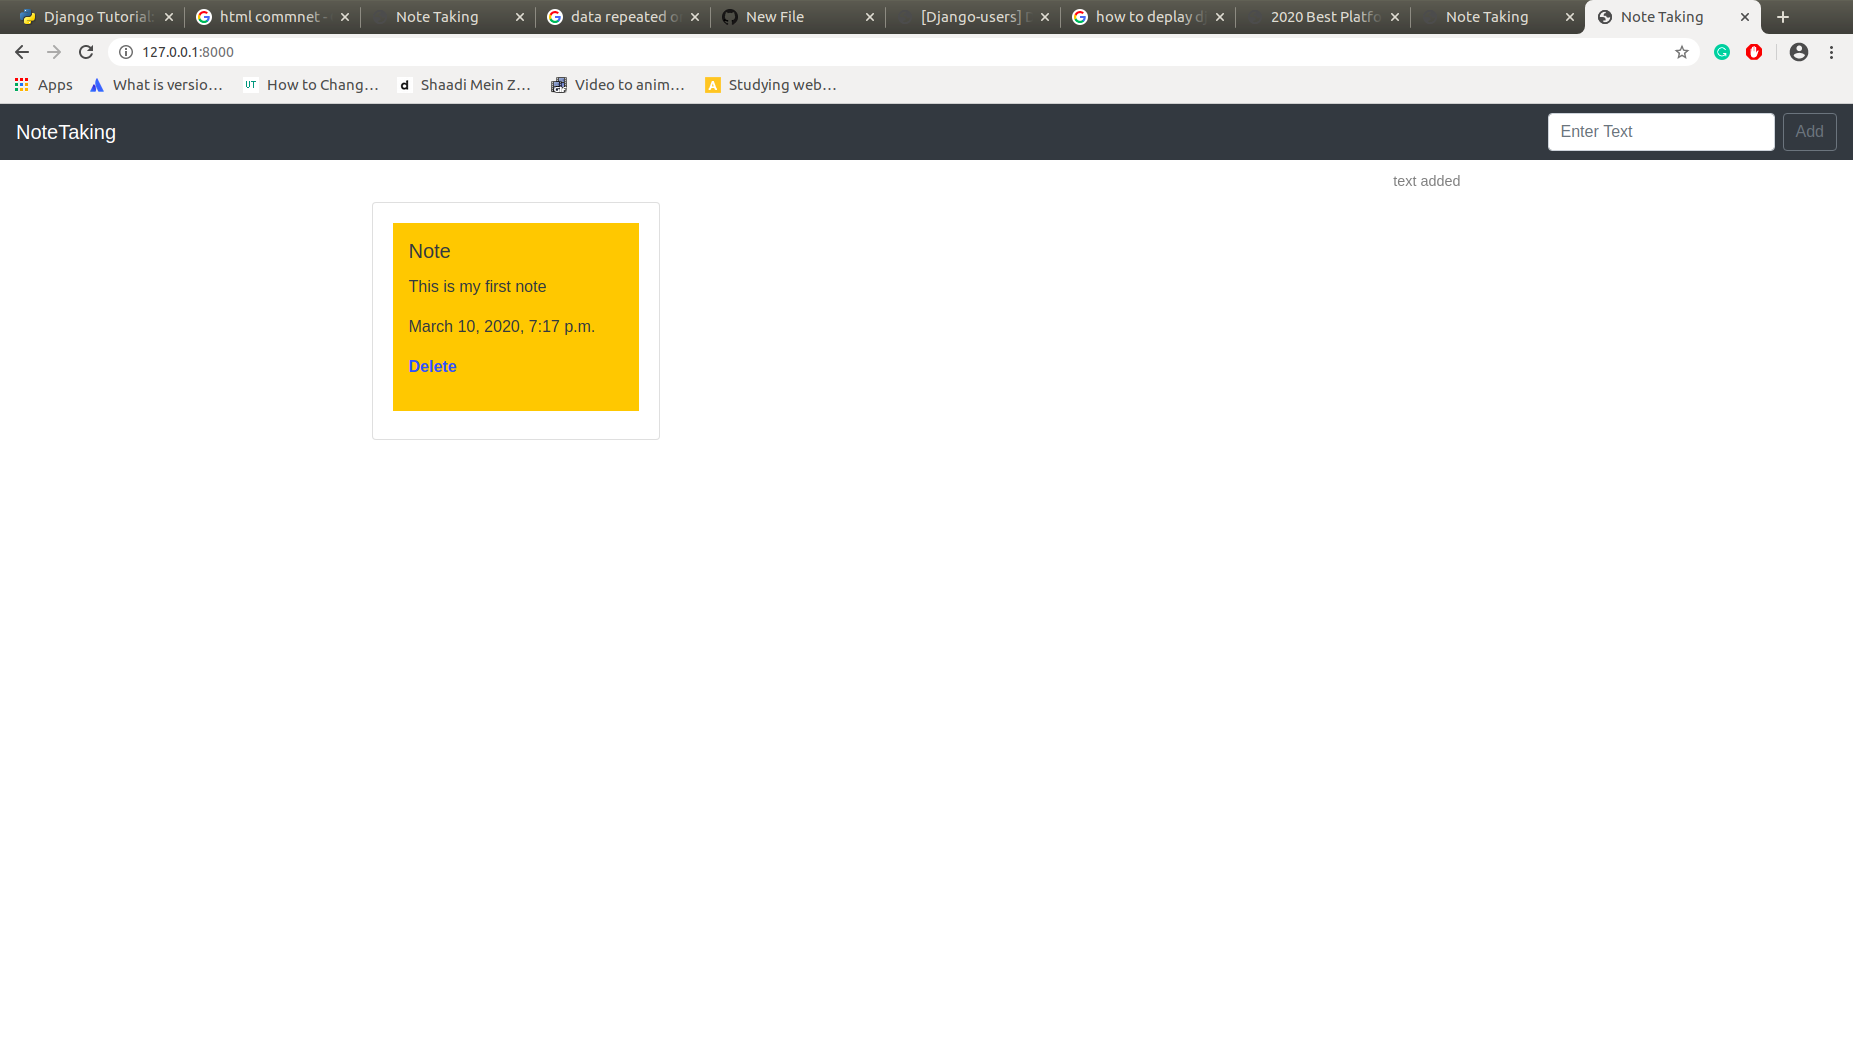 Django Tutorial:
html commnet -
Note Taking
data repeated o
New File
[Django-users]
how to deplay d
2020 Best Platfo
Note Taking
Note Taking
127.0.0.1:8000
Apps
What is versio...
UT
How to Chang...
d
Shaadi Mein Z...
Video to anim...
A
Studying web...
NoteTaking
Enter Text
Add
text added
Note
This is my first note
March 10, 2020, 7:17 p.m.
Delete